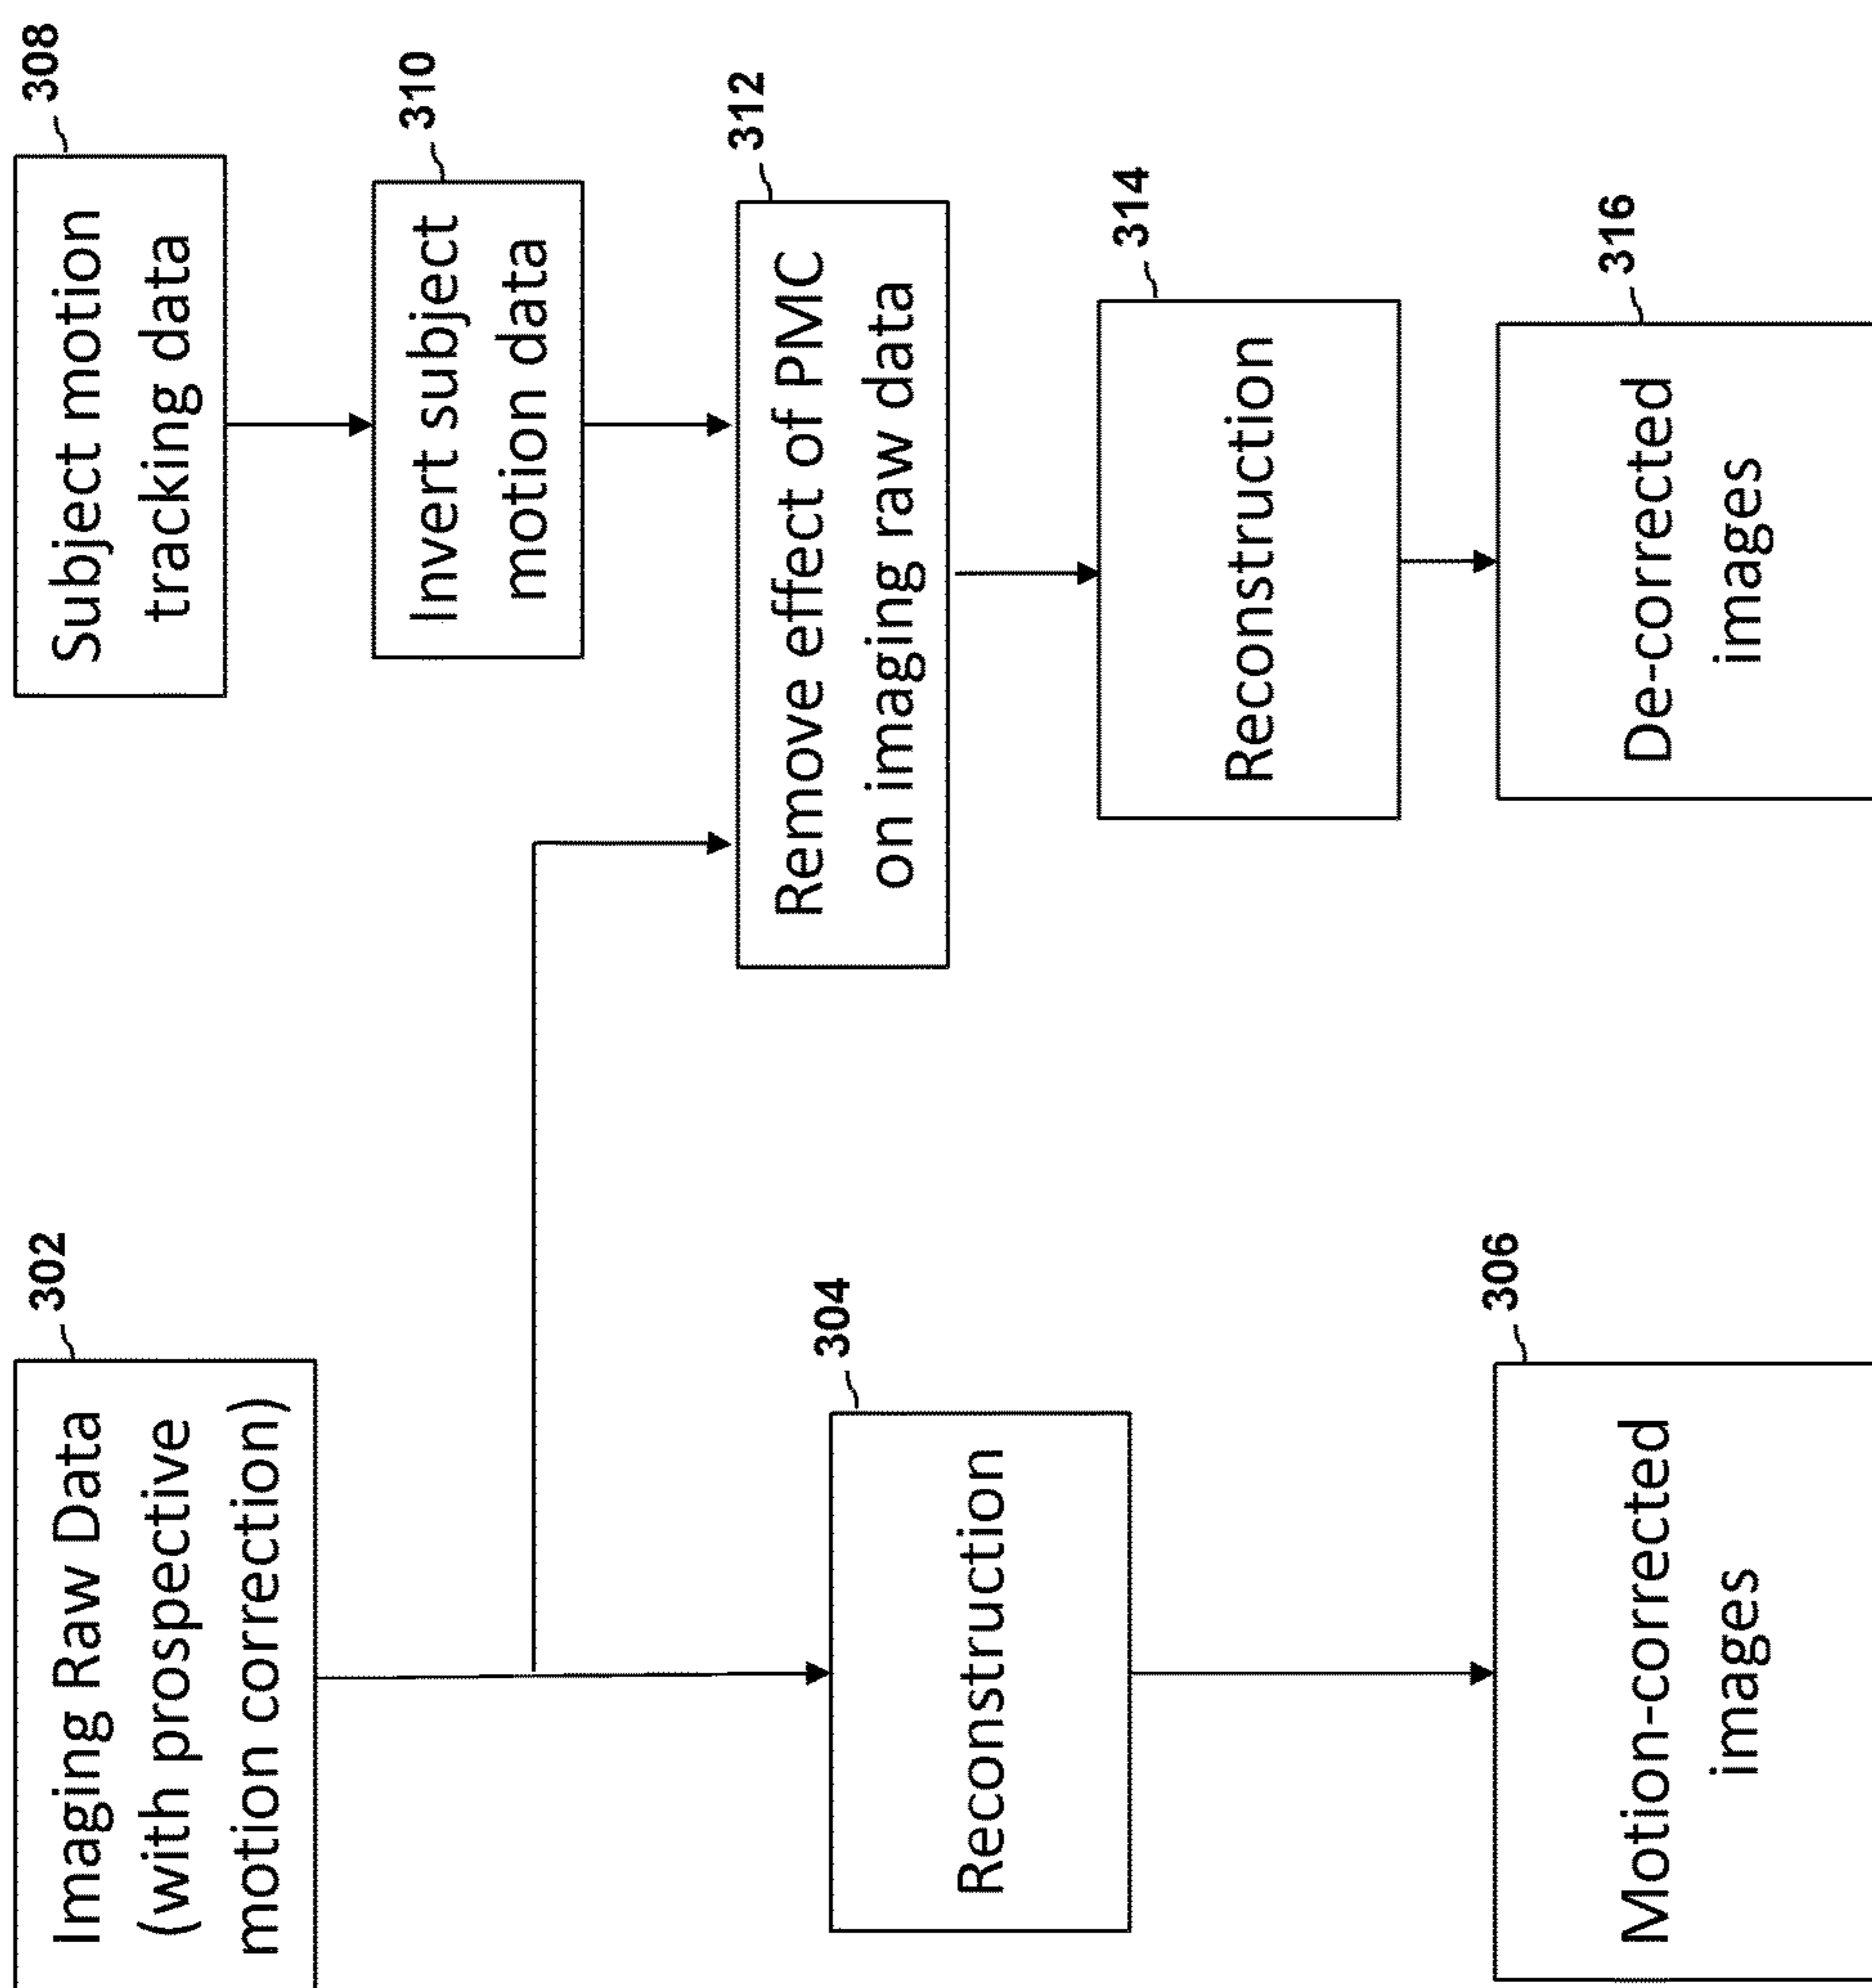 302
Imaging Raw Data
(with prospective
motion correction)
304
Reconstruction
306
Motion-corrected
images
308
Subject motion
tracking data
310
Invert subject
motion data
312
Remove effect of PMC
on imaging raw data
314
Reconstruction
316
De-corrected
images